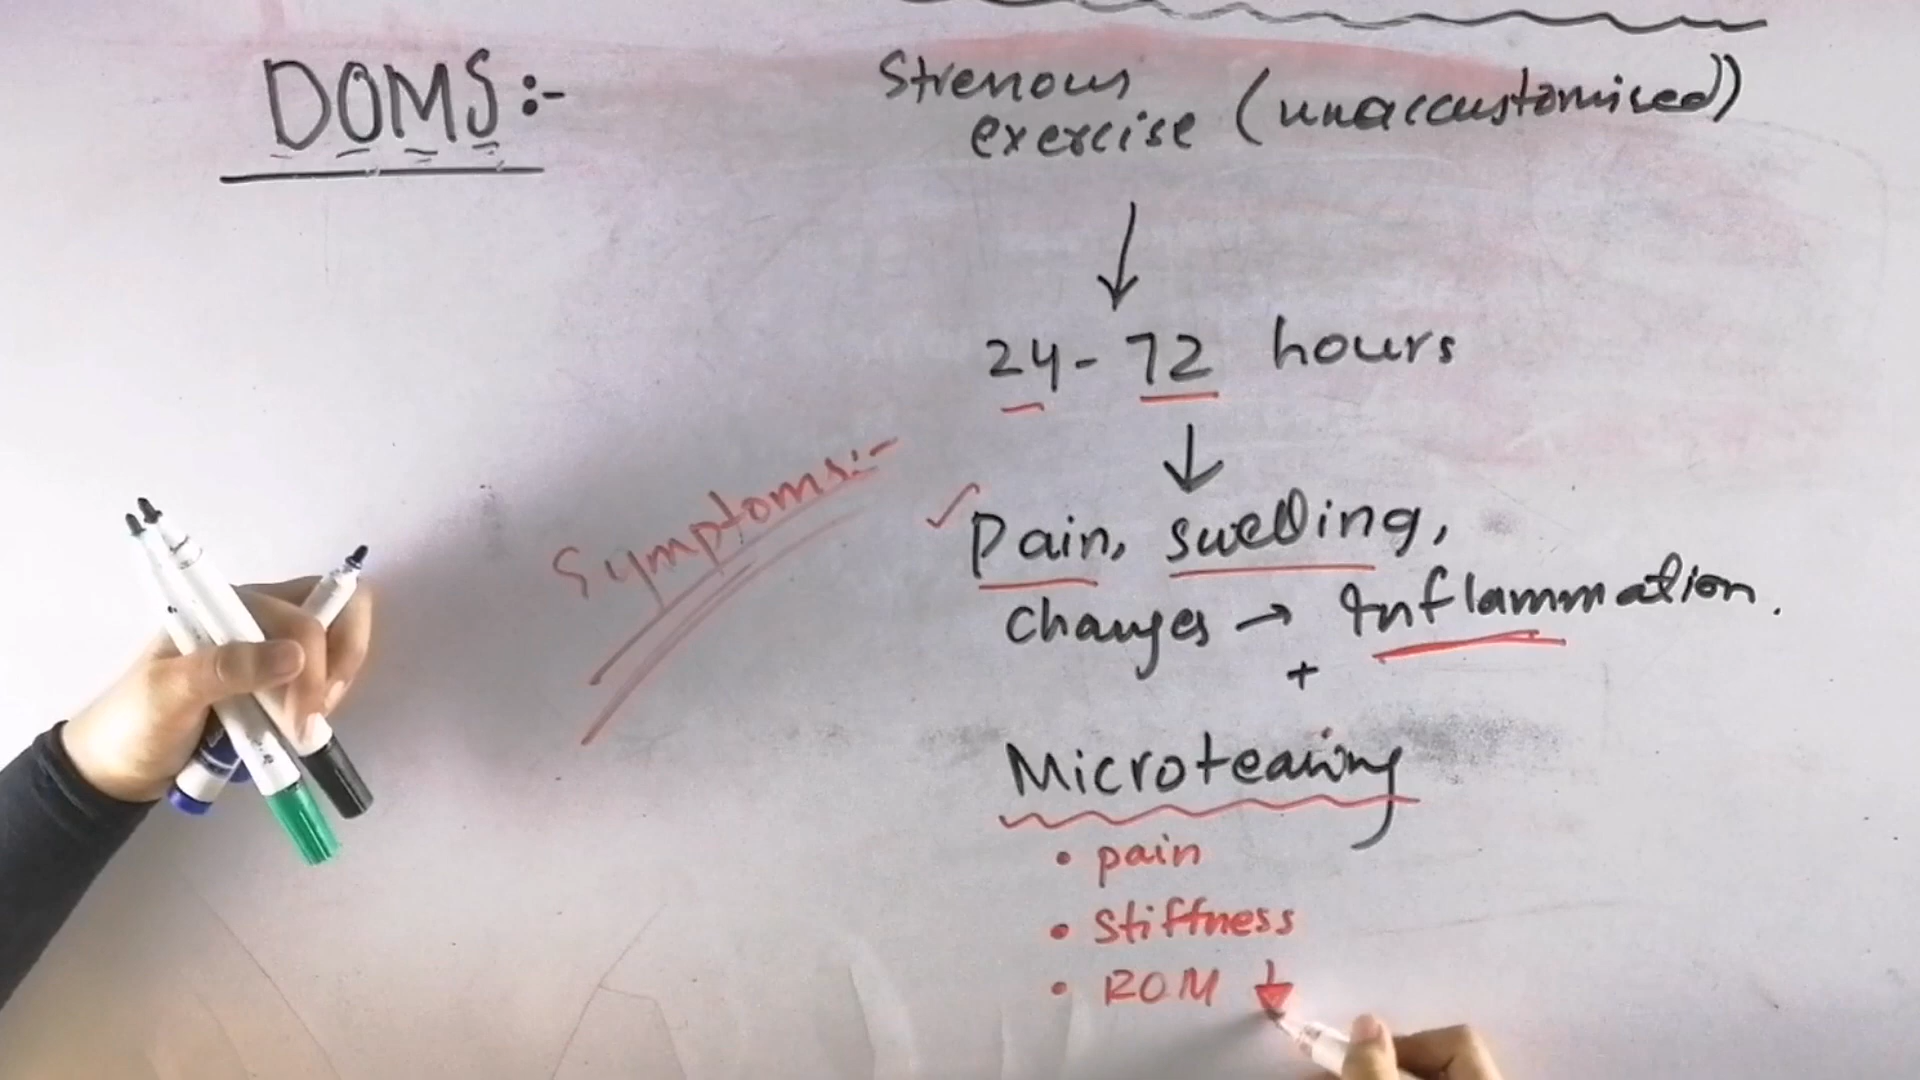 DOMS:-
Strenous
exercise (unaccustomised)
↓
24-72 hours
↓
Symptoms:-
✓ Pain, swelling,
changes → Inflammation.
+
Microtearing
• pain
• stiffness
• ROM ↓